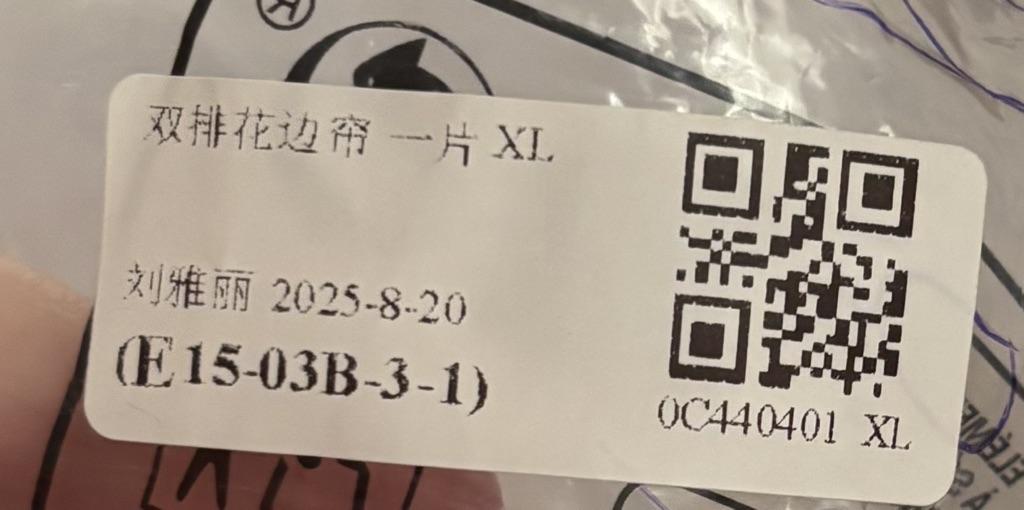 ®
双排花边帘 一片 XL
刘雅丽 2025-8-20
(E15-03B-3-1)
0C440401 XL